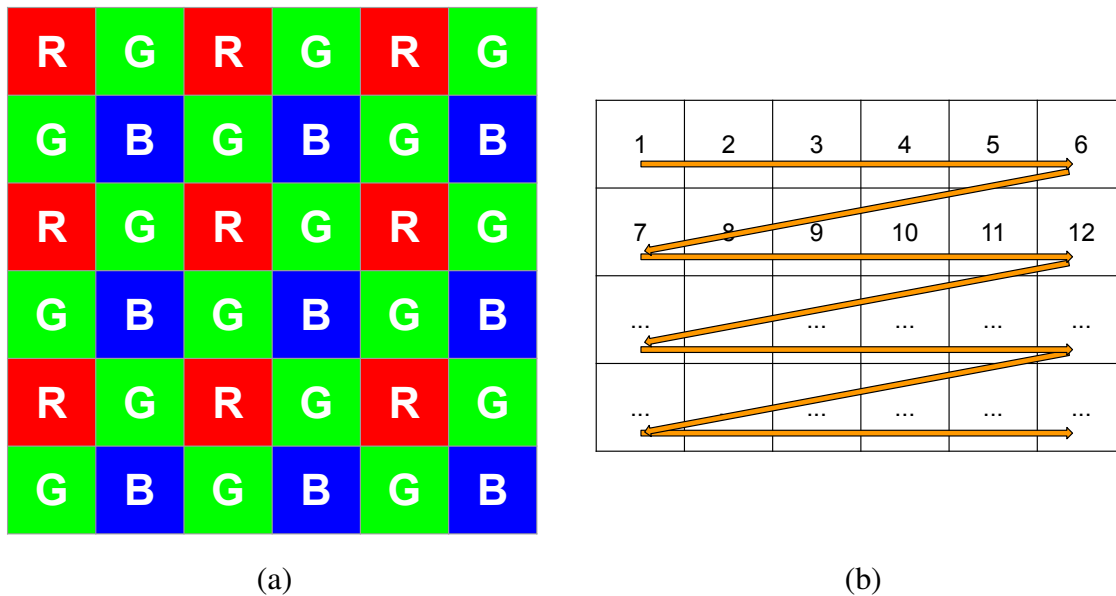 R G R G R G
G B G B G B
R G R G R G
G B G B G B
R G R G R G
G B G B G B
(a)
1 2 3 4 5 6
7 8 9 10 11 12
... ... ... ... ...
... ... ... ... ...
(b)